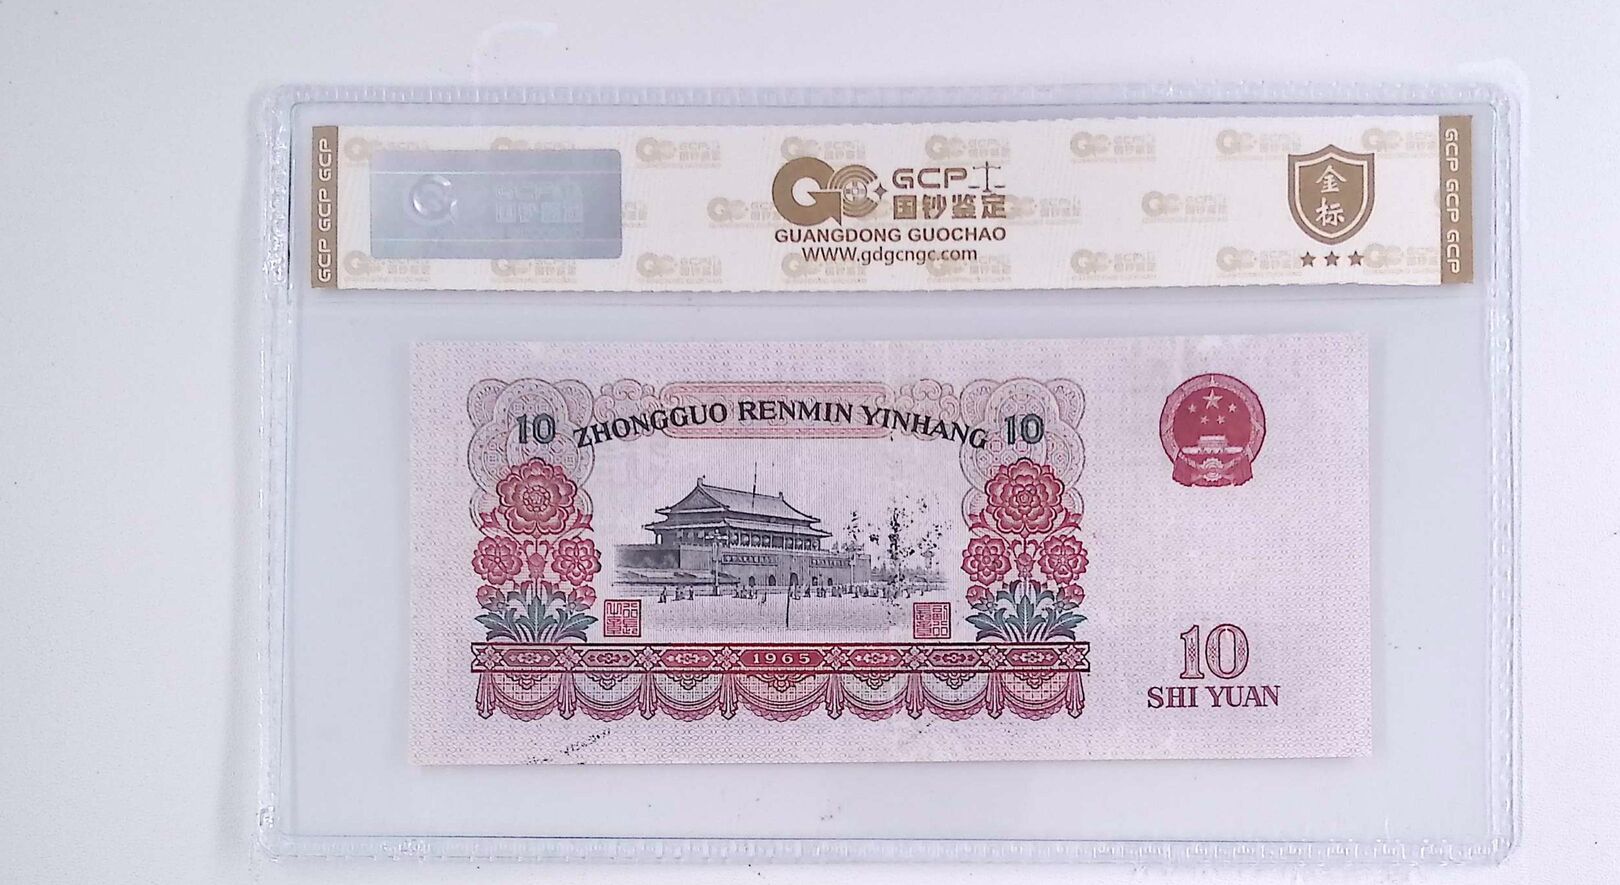 GCP GCP GCP
GCP
国钞鉴定
GUANGDONG GUOCHAO
WWW.gdgcngc.com
金标
GCP GCP GCP
10 ZHONGGUO RENMIN YINHANG 10
1965
10
SHI YUAN